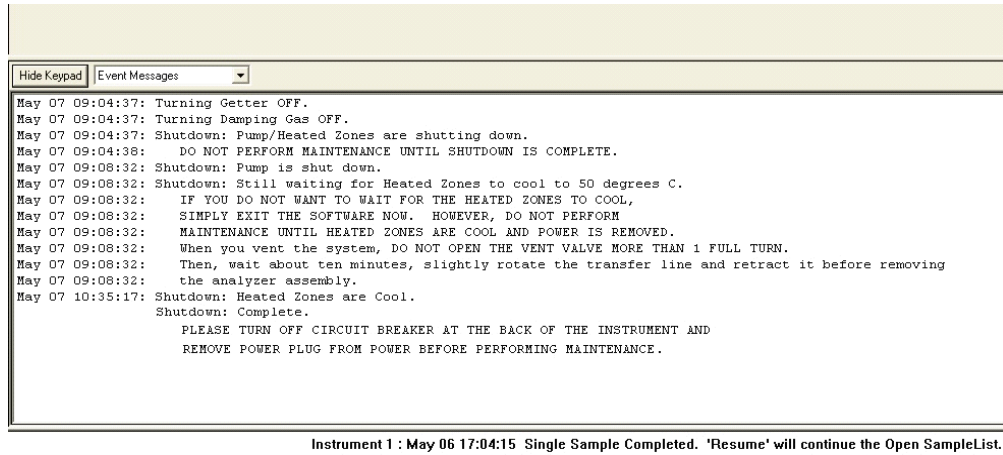 Hide Keypad Event Messages
May 07 09:04:37: Turning Getter OFF.
May 07 09:04:37: Turning Damping Gas OFF.
May 07 09:04:37: Shutdown: Pump/Heated Zones are shutting down.
May 07 09:04:38: DO NOT PERFORM MAINTENANCE UNTIL SHUTDOWN IS COMPLETE.
May 07 09:08:32: Shutdown: Pump is shut down.
May 07 09:08:32: Shutdown: Still waiting for Heated Zones to cool to 50 degrees C.
May 07 09:08:32: IF YOU DO NOT WANT TO WAIT FOR THE HEATED ZONES TO COOL,
May 07 09:08:32: SIMPLY EXIT THE SOFTWARE NOW. HOWEVER, DO NOT PERFORM
May 07 09:08:32: MAINTENANCE UNTIL HEATED ZONES ARE COOL AND POWER IS REMOVED.
May 07 09:08:32: When you vent the system, DO NOT OPEN THE VENT VALVE MORE THAN 1 FULL TURN.
May 07 09:08:32: Then, wait about ten minutes, slightly rotate the transfer line and retract it before removing
May 07 09:08:32: the analyzer assembly.
May 07 10:35:17: Shutdown: Heated Zones are Cool.
Shutdown: Complete.
PLEASE TURN OFF CIRCUIT BREAKER AT THE BACK OF THE INSTRUMENT AND
REMOVE POWER PLUG FROM POWER BEFORE PERFORMING MAINTENANCE.
Instrument 1 : May 06 17:04:15 Single Sample Completed. 'Resume' will continue the Open SampleList.